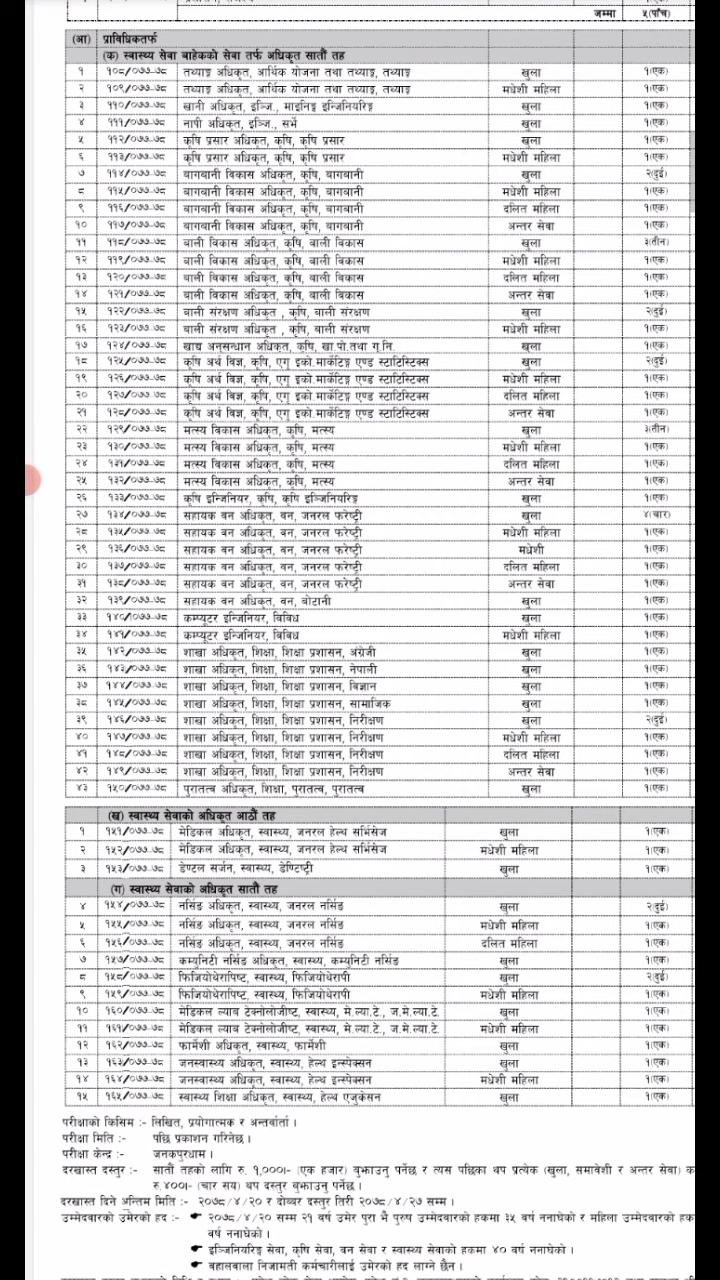 जम्मा ५(पाँच)
(आ) प्राविधिकतर्फ
(क) स्वास्थ्य सेवा बाहेकको सेवा तर्फ अधिकृत सातौं तह
१ १०८/०७७-७८ तथ्याङ्क अधिकृत, आर्थिक योजना तथा तथ्याङ्क, तथ्याङ्क खुला १(एक)
२ १०९/०७७-७८ तथ्याङ्क अधिकृत, आर्थिक योजना तथा तथ्याङ्क, तथ्याङ्क मधेशी महिला १(एक)
३ ११०/०७७-७८ खानी अधिकृत, इञ्जि., माइनिङ्ग इन्जिनियरिङ्ग खुला १(एक)
४ १११/०७७-७८ नापी अधिकृत, इञ्जि., सर्भे खुला १(एक)
५ ११२/०७७-७८ कृषि प्रसार अधिकृत, कृषि, कृषि प्रसार खुला १(एक)
६ ११३/०७७-७८ कृषि प्रसार अधिकृत, कृषि, कृषि प्रसार मधेशी महिला १(एक)
७ ११४/०७७-७८ बागबानी विकास अधिकृत, कृषि, बागबानी खुला २(दुई)
८ ११५/०७७-७८ बागबानी विकास अधिकृत, कृषि, बागबानी मधेशी महिला १(एक)
९ ११६/०७७-७८ बागबानी विकास अधिकृत, कृषि, बागबानी दलित महिला १(एक)
१० ११७/०७७-७८ बागबानी विकास अधिकृत, कृषि, बागबानी अन्तर सेवा १(एक)
११ ११८/०७७-७८ बाली विकास अधिकृत, कृषि, बाली विकास खुला ३(तीन)
१२ ११९/०७७-७८ बाली विकास अधिकृत, कृषि, बाली विकास मधेशी महिला १(एक)
१३ १२०/०७७-७८ बाली विकास अधिकृत, कृषि, बाली विकास दलित महिला १(एक)
१४ १२१/०७७-७८ बाली विकास अधिकृत, कृषि, बाली विकास अन्तर सेवा १(एक)
१५ १२२/०७७-७८ बाली संरक्षण अधिकृत , कृषि, बाली संरक्षण खुला २(दुई)
१६ १२३/०७७-७८ बाली संरक्षण अधिकृत , कृषि, बाली संरक्षण मधेशी महिला १(एक)
१७ १२४/०७७-७८ खाद्य अनुसन्धान अधिकृत, कृषि, खा.पो.तथा गु.नि. खुला १(एक)
१८ १२५/०७७-७८ कृषि अर्थ विज्ञ, कृषि, एग्रु इको.मार्केटिङ्ग एण्ड स्टाटिस्टिक्स खुला २(दुई)
१९ १२६/०७७-७८ कृषि अर्थ विज्ञ, कृषि, एग्रु इको.मार्केटिङ्ग एण्ड स्टाटिस्टिक्स मधेशी महिला १(एक)
२० १२७/०७७-७८ कृषि अर्थ विज्ञ, कृषि, एग्रु इको.मार्केटिङ्ग एण्ड स्टाटिस्टिक्स दलित महिला १(एक)
२१ १२८/०७७-७८ कृषि अर्थ विज्ञ, कृषि, एग्रु इको.मार्केटिङ्ग एण्ड स्टाटिस्टिक्स अन्तर सेवा १(एक)
२२ १२९/०७७-७८ मत्स्य विकास अधिकृत, कृषि, मत्स्य खुला ३(तीन)
२३ १३०/०७७-७८ मत्स्य विकास अधिकृत, कृषि, मत्स्य मधेशी महिला १(एक)
२४ १३१/०७७-७८ मत्स्य विकास अधिकृत, कृषि, मत्स्य दलित महिला १(एक)
२५ १३२/०७७-७८ मत्स्य विकास अधिकृत, कृषि, मत्स्य अन्तर सेवा १(एक)
२६ १३३/०७७-७८ कृषि इन्जिनियर, कृषि, कृषि इञ्जिनियरिङ्ग खुला १(एक)
२७ १३४/०७७-७८ सहायक वन अधिकृत, वन, जनरल फरेष्ट्री खुला ४(चार)
२८ १३५/०७७-७८ सहायक वन अधिकृत, वन, जनरल फरेष्ट्री मधेशी महिला १(एक)
२९ १३६/०७७-७८ सहायक वन अधिकृत, वन, जनरल फरेष्ट्री मधेशी १(एक)
३० १३७/०७७-७८ सहायक वन अधिकृत, वन, जनरल फरेष्ट्री दलित महिला १(एक)
३१ १३८/०७७-७८ सहायक वन अधिकृत, वन, जनरल फरेष्ट्री अन्तर सेवा १(एक)
३२ १३९/०७७-७८ सहायक वन अधिकृत, वन, बोटानी खुला १(एक)
३३ १४०/०७७-७८ कम्प्युटर इन्जिनियर, विविध खुला १(एक)
३४ १४१/०७७-७८ कम्प्युटर इन्जिनियर, विविध मधेशी महिला १(एक)
३५ १४२/०७७-७८ शाखा अधिकृत, शिक्षा, शिक्षा प्रशासन, अंग्रेजी खुला १(एक)
३६ १४३/०७७-७८ शाखा अधिकृत, शिक्षा, शिक्षा प्रशासन, नेपाली खुला १(एक)
३७ १४४/०७७-७८ शाखा अधिकृत, शिक्षा, शिक्षा प्रशासन, विज्ञान खुला १(एक)
३८ १४५/०७७-७८ शाखा अधिकृत, शिक्षा, शिक्षा प्रशासन, सामाजिक खुला १(एक)
३९ १४६/०७७-७८ शाखा अधिकृत, शिक्षा, शिक्षा प्रशासन, निरीक्षण खुला २(दुई)
४० १४७/०७७-७८ शाखा अधिकृत, शिक्षा, शिक्षा प्रशासन, निरीक्षण मधेशी महिला १(एक)
४१ १४८/०७७-७८ शाखा अधिकृत, शिक्षा, शिक्षा प्रशासन, निरीक्षण दलित महिला १(एक)
४२ १४९/०७७-७८ शाखा अधिकृत, शिक्षा, शिक्षा प्रशासन, निरीक्षण अन्तर सेवा १(एक)
४३ १५०/०७७-७८ पुरातत्व अधिकृत, शिक्षा, पुरातत्व, पुरातत्व खुला १(एक)
(ख) स्वास्थ्य सेवाको अधिकृत आठौं तह
१ १५१/०७७-७८ मेडिकल अधिकृत, स्वास्थ्य, जनरल हेल्थ सर्भिसेज खुला १(एक)
२ १५२/०७७-७८ मेडिकल अधिकृत, स्वास्थ्य, जनरल हेल्थ सर्भिसेज मधेशी महिला १(एक)
३ १५३/०७७-७८ डेण्टल सर्जन, स्वास्थ्य, डेण्टिष्ट्री खुला १(एक)
(ग) स्वास्थ्य सेवाको अधिकृत सातौं तह
४ १५४/०७७-७८ नर्सिङ अधिकृत, स्वास्थ्य, जनरल नर्सिङ खुला २(दुई)
५ १५५/०७७-७८ नर्सिङ अधिकृत, स्वास्थ्य, जनरल नर्सिङ मधेशी महिला १(एक)
६ १५६/०७७-७८ नर्सिङ अधिकृत, स्वास्थ्य, जनरल नर्सिङ दलित महिला १(एक)
७ १५७/०७७-७८ कम्युनिटी नर्सिङ अधिकृत, स्वास्थ्य, कम्युनिटी नर्सिङ खुला १(एक)
८ १५८/०७७-७८ फिजियोथेरापिष्ट, स्वास्थ्य, फिजियोथेरापी खुला २(दुई)
९ १५९/०७७-७८ फिजियोथेरापिष्ट, स्वास्थ्य, फिजियोथेरापी मधेशी महिला १(एक)
१० १६०/०७७-७८ मेडिकल ल्याब टेक्नोलोजीष्ट, स्वास्थ्य, मे.ल्या.टे., ज.मे.ल्या.टे. खुला १(एक)
११ १६१/०७७-७८ मेडिकल ल्याब टेक्नोलोजीष्ट, स्वास्थ्य, मे.ल्या.टे., ज.मे.ल्या.टे. मधेशी महिला १(एक)
१२ १६२/०७७-७८ फार्मेशी अधिकृत, स्वास्थ्य, फार्मेशी खुला १(एक)
१३ १६३/०७७-७८ जनस्वास्थ्य अधिकृत, स्वास्थ्य, हेल्थ इन्स्पेक्सन खुला १(एक)
१४ १६४/०७७-७८ जनस्वास्थ्य अधिकृत, स्वास्थ्य, हेल्थ इन्स्पेक्सन मधेशी महिला १(एक)
१५ १६५/०७७-७८ स्वास्थ्य शिक्षा अधिकृत, स्वास्थ्य, हेल्थ एजुकेसन खुला १(एक)
परीक्षाको किसिम :- लिखित, प्रयोगात्मक र अन्तर्वार्ता ।
परीक्षा मिति :- पछि प्रकाशन गरिनेछ ।
परीक्षा केन्द्र :- जनकपुरधाम ।
दरखास्त दस्तुर :- सातौं तहको लागि रु. १,०००।- (एक हजार) बुझाउनु पर्नेछ र त्यस पछिका थप प्रत्येक (खुला, समावेशी र अन्तर सेवा) क
रु.४००।- (चार सय) थप दस्तुर बुझाउनु पर्नेछ ।
दरखास्त दिने अन्तिम मिति :- २०७८/४/२० र दोब्बर दस्तुर तिरी २०७८/४/२७ सम्म ।
उम्मेदवारको उमेरको हद :- ☛ २०७८/४/२० सम्म २१ वर्ष उमेर पुरा भै पुरुष उम्मेदवारको हकमा ३५ वर्ष ननाघेको र महिला उम्मेदवारको हक
वर्ष ननाघेको ।
☛ इञ्जिनियरिङ्ग सेवा, कृषि सेवा, वन सेवा र स्वास्थ्य सेवाको हकमा ४० वर्ष ननाघेको ।
☛ बहालवाला निजामती कर्मचारीलाई उमेरको हद लाग्ने छैन ।